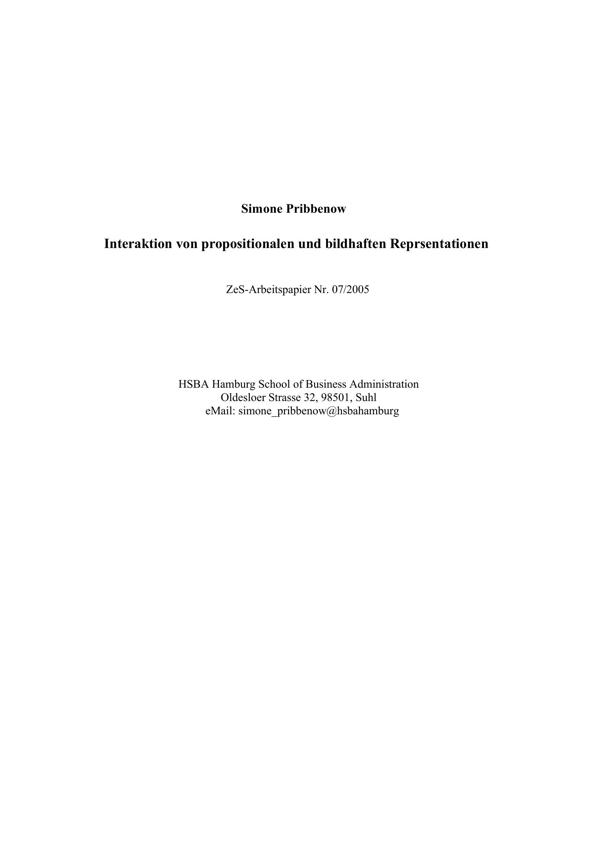 Simone Pribbenow
Interaktion von propositionalen und bildhaften Reprsentationen
ZeS-Arbeitspapier Nr. 07/2005
HSBA Hamburg School of Business Administration
Oldesloer Strasse 32, 98501, Suhl
eMail: simone_pribbenow@hsbahamburg